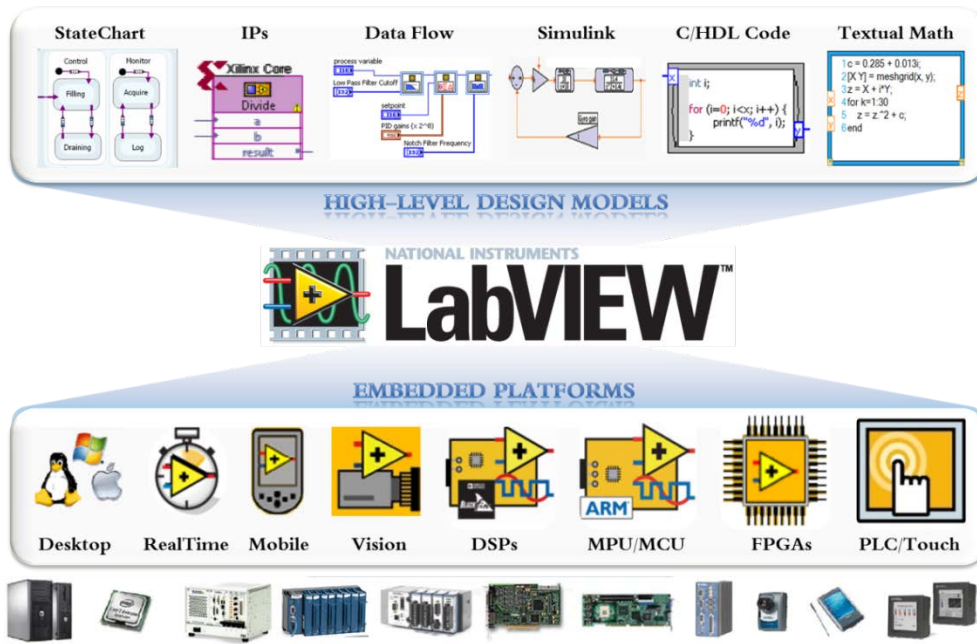 StateChart
IPs
Data Flow
Simulink
C/HDL Code
Textual Math
Control
Monitor
Filling
Acquire
Draining
Log
Xilinx Core
Divide
a
b
result
process variable
Low Pass Filter Cutoff
setpoint
PID gains (x 2^8)
Notch Filter Frequency
x
int i;
for (i=0; i<x; i++) {
printf("%d", i);
}
y
1 c = 0.285 + 0.013i;
2 [X Y] = meshgrid(x, y);
3 z = X + i*Y;
4 for k=1:30
5 z = z.^2 + c;
6 end
HIGH-LEVEL DESIGN MODELS
NATIONAL INSTRUMENTS
LabVIEW™
EMBEDDED PLATFORMS
ARM
Desktop
RealTime
Mobile
Vision
DSPs
MPU/MCU
FPGAs
PLC/Touch